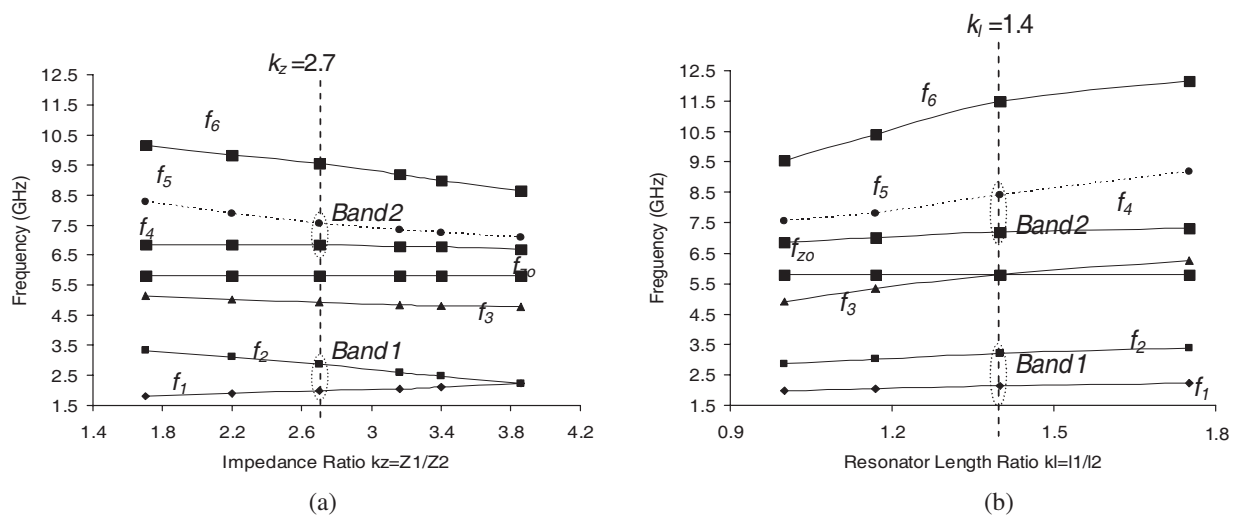 k_z =2.7
12.5
11.5
10.5
9.5
8.5
7.5
6.5
5.5
4.5
3.5
2.5
1.5
Frequency (GHz)
f_6
f_5
f_4
f_zo
f_3
f_2
f_1
Band2
Band1
1.4
1.8
2.2
2.6
3
3.4
3.8
4.2
Impedance Ratio kz=Z1/Z2
(a)
k_l =1.4
12.5
11.5
10.5
9.5
8.5
7.5
6.5
5.5
4.5
3.5
2.5
1.5
Freguency (GHz)
f_6
f_5
f_4
f_zo
f_3
f_2
f_1
Band2
Band1
0.9
1.2
1.5
1.8
Resonator Length Ratio kl=l1/l2
(b)